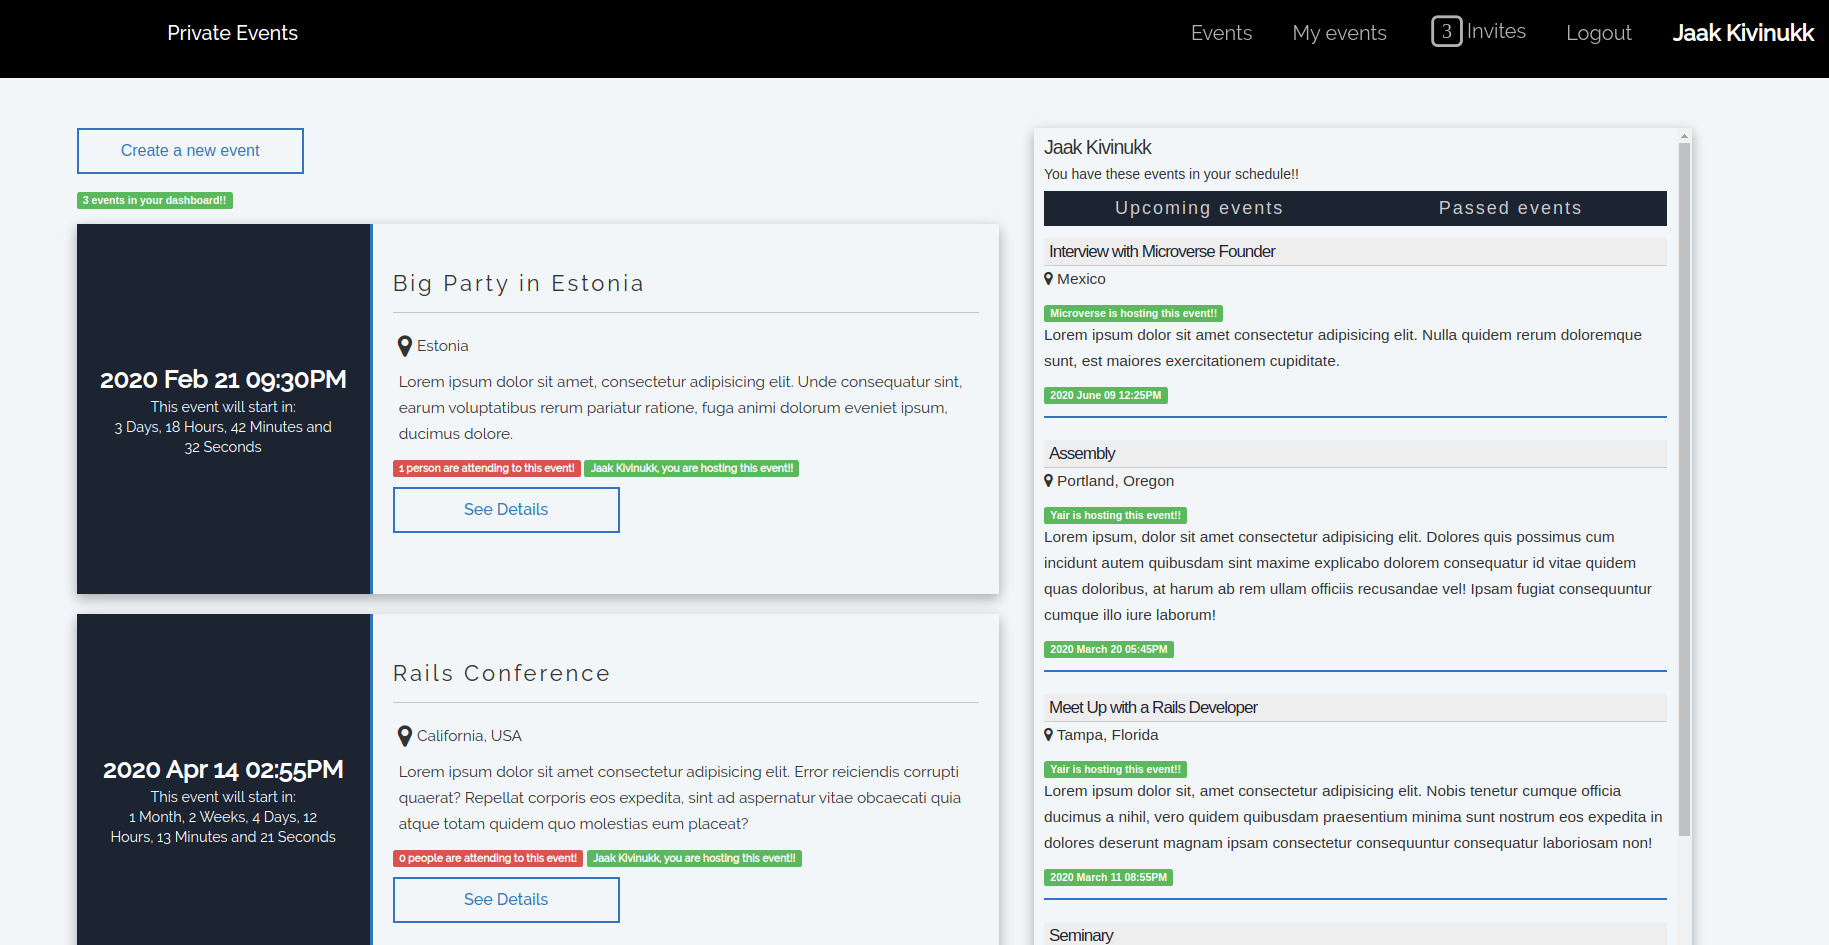 Private Events
Events
My events
3 Invites
Logout
Jaak Kivinukk
Create a new event
3 events in your dashboard!!
2020 Feb 21 09:30PM
This event will start in:
3 Days, 18 Hours, 42 Minutes and
32 Seconds
Big Party in Estonia
Estonia
Lorem ipsum dolor sit amet, consectetur adipisicing elit. Unde consequatur sint,
earum voluptatibus rerum pariatur ratione, fuga animi dolorum eveniet ipsum,
ducimus dolore.
1 person are attending to this event! Jaak Kivinukk, you are hosting this event!!
See Details
2020 Apr 14 02:55PM
This event will start in:
1 Month, 2 Weeks, 4 Days, 12
Hours, 13 Minutes and 21 Seconds
Rails Conference
California, USA
Lorem ipsum dolor sit amet consectetur adipisicing elit. Error reiciendis corrupti
quaerat? Repellat corporis eos expedita, sint ad aspernatur vitae obcaecati quia
atque totam quidem quo molestias eum placeat?
0 people are attending to this event! Jaak Kivinukk, you are hosting this event!!
See Details
Jaak Kivinukk
You have these events in your schedule!!
Upcoming events
Passed events
Interview with Microverse Founder
Mexico
Microverse is hosting this event!!
Lorem ipsum dolor sit amet consectetur adipisicing elit. Nulla quidem rerum doloremque
sunt, est maiores exercitationem cupiditate.
2020 June 09 12:25PM
Assembly
Portland, Oregon
Yair is hosting this event!!
Lorem ipsum, dolor sit amet consectetur adipisicing elit. Dolores quis possimus cum
incidunt autem quibusdam sint maxime explicabo dolorem consequatur id vitae quidem
quas doloribus, at harum ab rem ullam officiis recusandae vel! Ipsam fugiat consequuntur
cumque illo iure laborum!
2020 March 20 05:45PM
Meet Up with a Rails Developer
Tampa, Florida
Yair is hosting this event!!
Lorem ipsum dolor sit, amet consectetur adipisicing elit. Nobis tenetur cumque officia
ducimus a nihil, vero quidem quibusdam praesentium minima sunt nostrum eos expedita in
dolores deserunt magnam ipsam consectetur consequuntur consequatur laboriosam non!
2020 March 11 08:55PM
Seminary